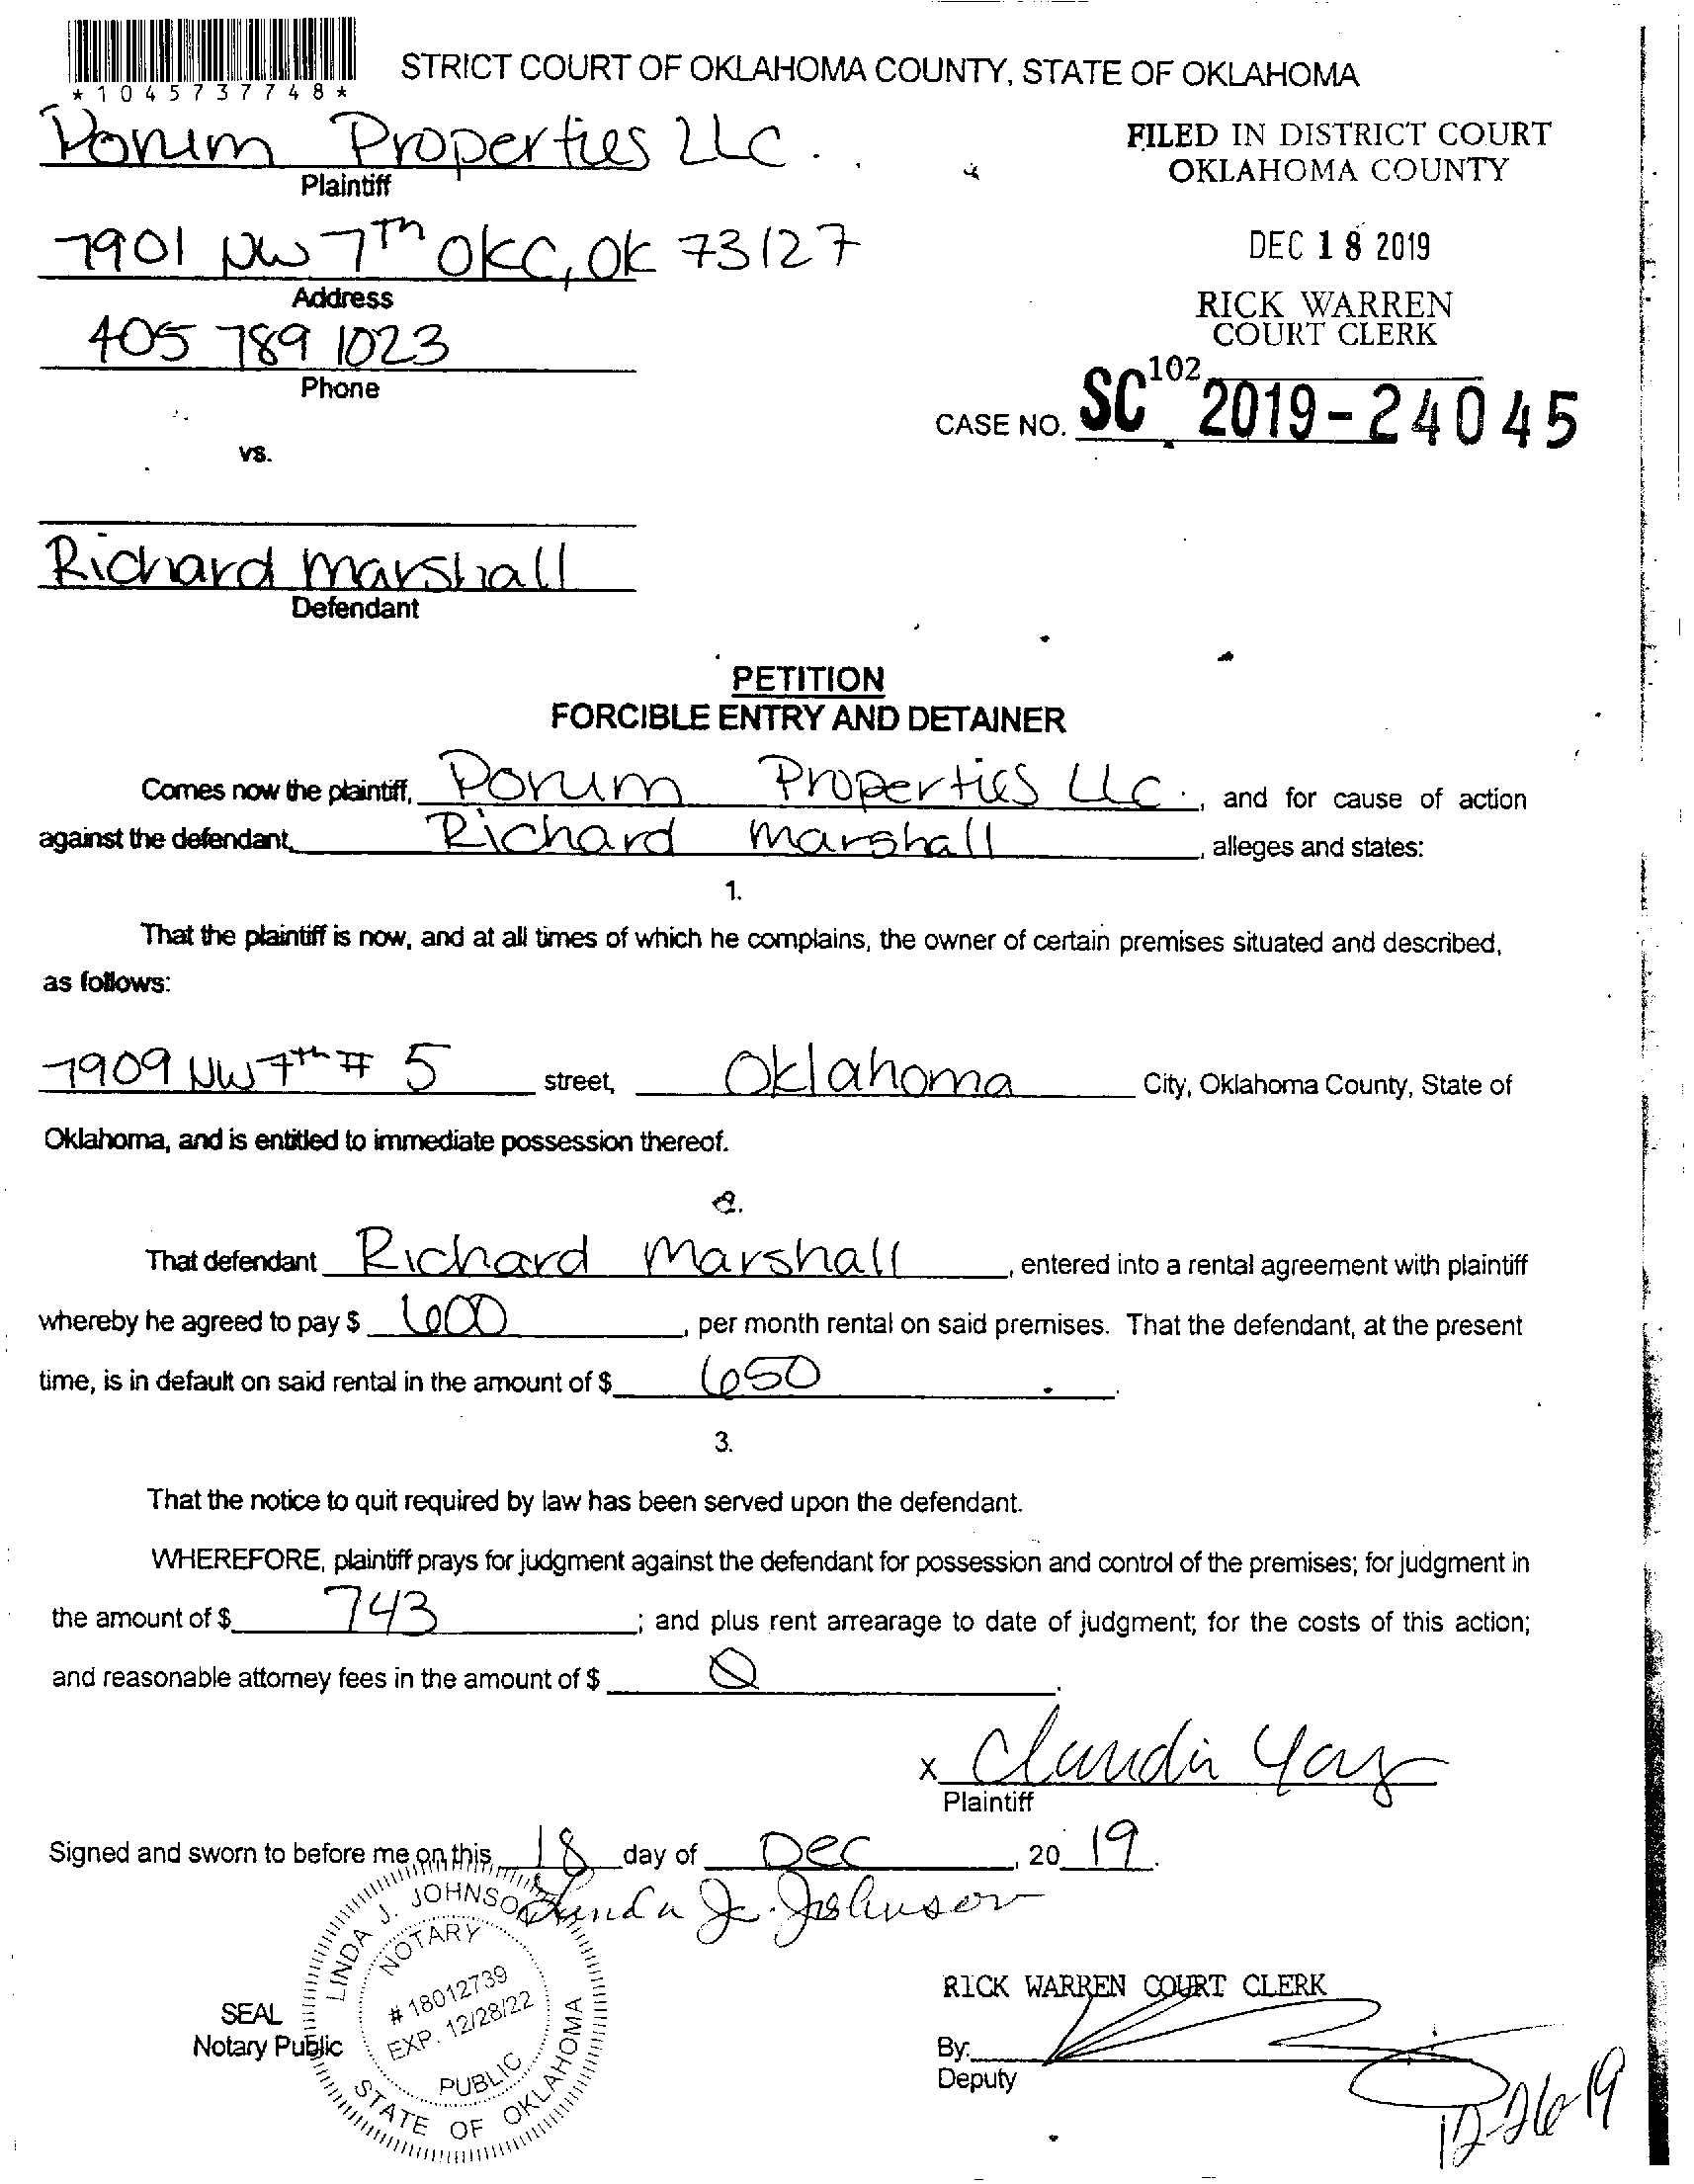 *1045737748*
STRICT COURT OF OKLAHOMA COUNTY, STATE OF OKLAHOMA
Porum Properties LLC.
Plaintiff
FILED IN DISTRICT COURT
OKLAHOMA COUNTY
7901 NW 7th OKC, OK 73127
Address
DEC 18 2019
RICK WARREN
COURT CLERK
405 789 1023
Phone
102
CASE NO. SC 2019-24045
vs.
Richard Marshall
Defendant
PETITION
FORCIBLE ENTRY AND DETAINER
Comes now the plaintiff, Porum Properties LLC., and for cause of action
against the defendant, Richard Marshall, alleges and states:
1.
That the plaintiff is now, and at all times of which he complains, the owner of certain premises situated and described,
as follows:
7909 NW 7th # 5 street, Oklahoma City, Oklahoma County, State of
Oklahoma, and is entitled to immediate possession thereof.
2.
That defendant Richard Marshall, entered into a rental agreement with plaintiff
whereby he agreed to pay $ 600, per month rental on said premises. That the defendant, at the present
time, is in default on said rental in the amount of $ 650.
3.
That the notice to quit required by law has been served upon the defendant.
WHEREFORE, plaintiff prays for judgment against the defendant for possession and control of the premises; for judgment in
the amount of $ 743; and plus rent arrearage to date of judgment; for the costs of this action;
and reasonable attorney fees in the amount of $ 0.
x Claudia
Plaintiff
Signed and sworn to before me on this 18 day of Dec, 20 19.
Linda J. Johnson
LINDA J. JOHNSON
NOTARY
# 18012739
EXP. 12/28/22
PUBLIC
STATE OF OKLAHOMA
SEAL
Notary Public
RICK WARREN COURT CLERK
By:
Deputy
12-26-19